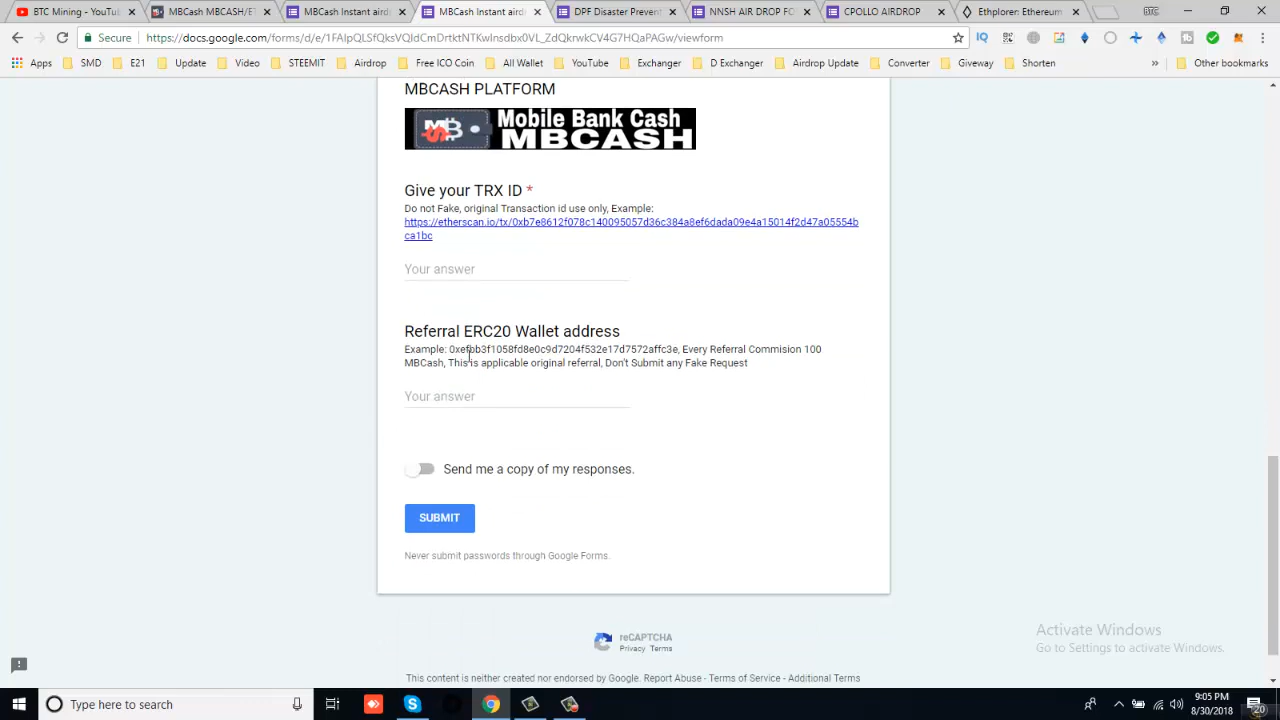 BTC Mining - YouTub
MBCash MBCASH/ET
MBCash Instant aird
MBCash Instant aird
DPF Disaster Prevent
NNSH AIR DROP FO
CPOLLO AIRDROP
Ethplorer: Ethereum
Secure
https://docs.google.com/forms/d/e/1FAIpQLSfQksVQIdCmDrtktNTKwInsdbx0VL_ZdQkrwkCV4G7HQaPAGw/viewform
Apps
SMD
E21
Update
Video
STEEMIT
Airdrop
Free ICO Coin
All Wallet
YouTube
Exchanger
D Exchanger
Airdrop Update
Converter
Giveway
Shorten
»
Other bookmarks
MBCASH PLATFORM
Mobile Bank Cash
MBCASH
Give your TRX ID *
Do not Fake, original Transaction id use only, Example:
https://etherscan.io/tx/0xb7e8612f078c140095057d36c384a8ef6dada09e4a15014f2d47a05554b
ca1bc
Your answer
Referral ERC20 Wallet address
Example: 0xefbb3f1058fd8e0c9d7204f532e17d7572affc3e, Every Referral Commision 100
MBCash, This is applicable original referral, Don't Submit any Fake Request
Your answer
Send me a copy of my responses.
SUBMIT
Never submit passwords through Google Forms.
reCAPTCHA
Privacy Terms
Activate Windows
Go to Settings to activate Windows.
This content is neither created nor endorsed by Google. Report Abuse - Terms of Service - Additional Terms
Type here to search
9:05 PM
8/30/2018
20